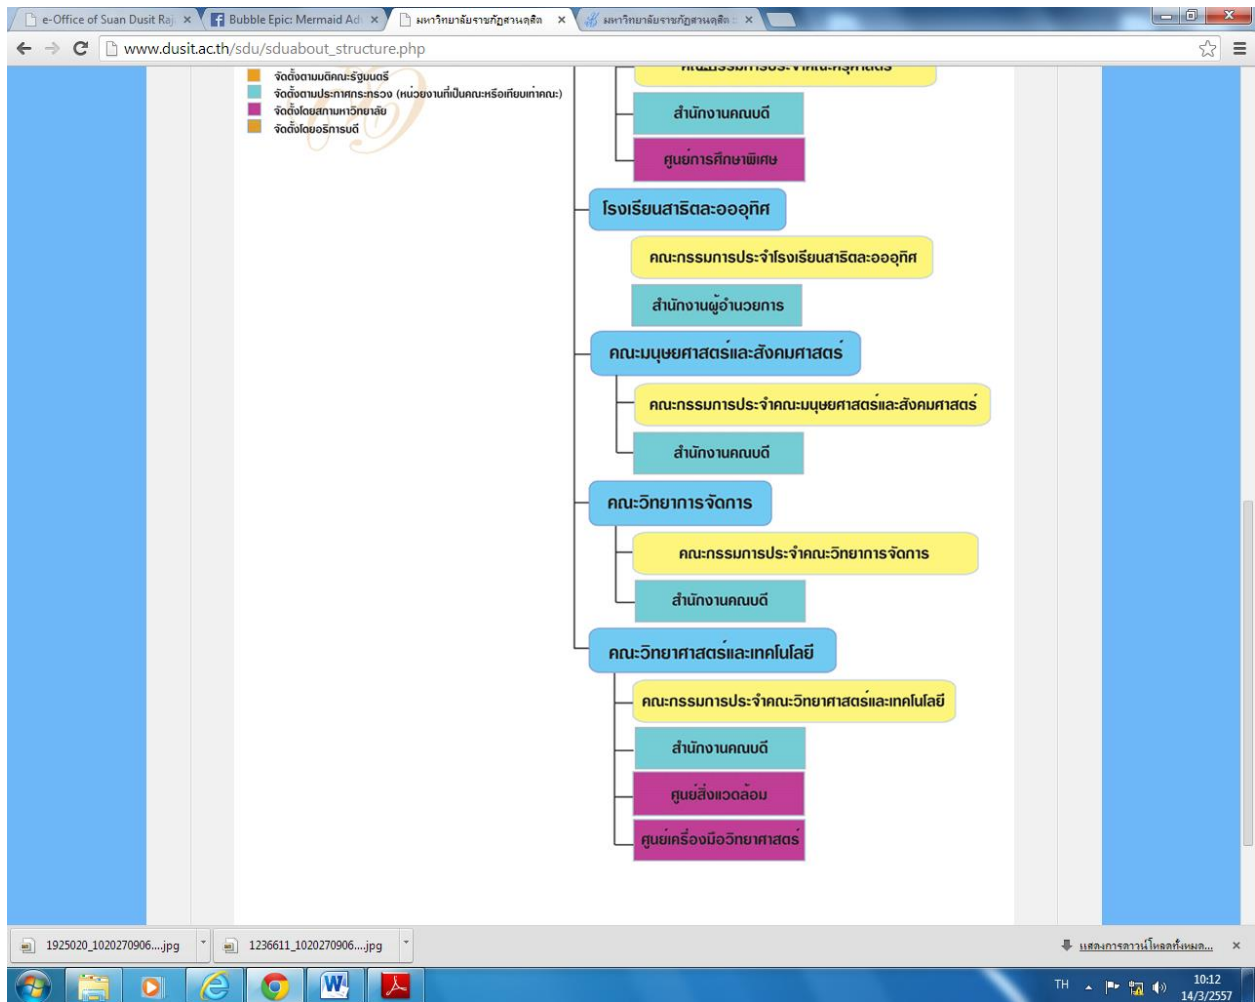 e-Office of Suan Dusit Raj
Bubble Epic: Mermaid Ad
มหาวิทยาลัยราชภัฏสวนดุสิต
มหาวิทยาลัยราชภัฏสวนดุสิต ::
www.dusit.ac.th/sdu/sduabout_structure.php
จัดตั้งตามมติคณะรัฐมนตรี
จัดตั้งตามประกาศกระทรวง (หน่วยงานที่เป็นคณะหรือเทียบเท่าคณะ)
จัดตั้งโดยสภามหาวิทยาลัย
จัดตั้งโดยอธิการบดี
คณะกรรมการประจำคณะครุศาสตร์
สำนักงานคณบดี
ศูนย์การศึกษาพิเศษ
โรงเรียนสาธิตละอออุทิศ
คณะกรรมการประจำโรงเรียนสาธิตละอออุทิศ
สำนักงานผู้อำนวยการ
คณะมนุษยศาสตร์และสังคมศาสตร์
คณะกรรมการประจำคณะมนุษยศาสตร์และสังคมศาสตร์
สำนักงานคณบดี
คณะวิทยาการจัดการ
คณะกรรมการประจำคณะวิทยาการจัดการ
สำนักงานคณบดี
คณะวิทยาศาสตร์และเทคโนโลยี
คณะกรรมการประจำคณะวิทยาศาสตร์และเทคโนโลยี
สำนักงานคณบดี
ศูนย์สิ่งแวดล้อม
ศูนย์เครื่องมือวิทยาศาสตร์
1925020_1020270906....jpg
1236611_1020270906....jpg
แสดงการดาวน์โหลดทั้งหมด...
TH
10:12
14/3/2557